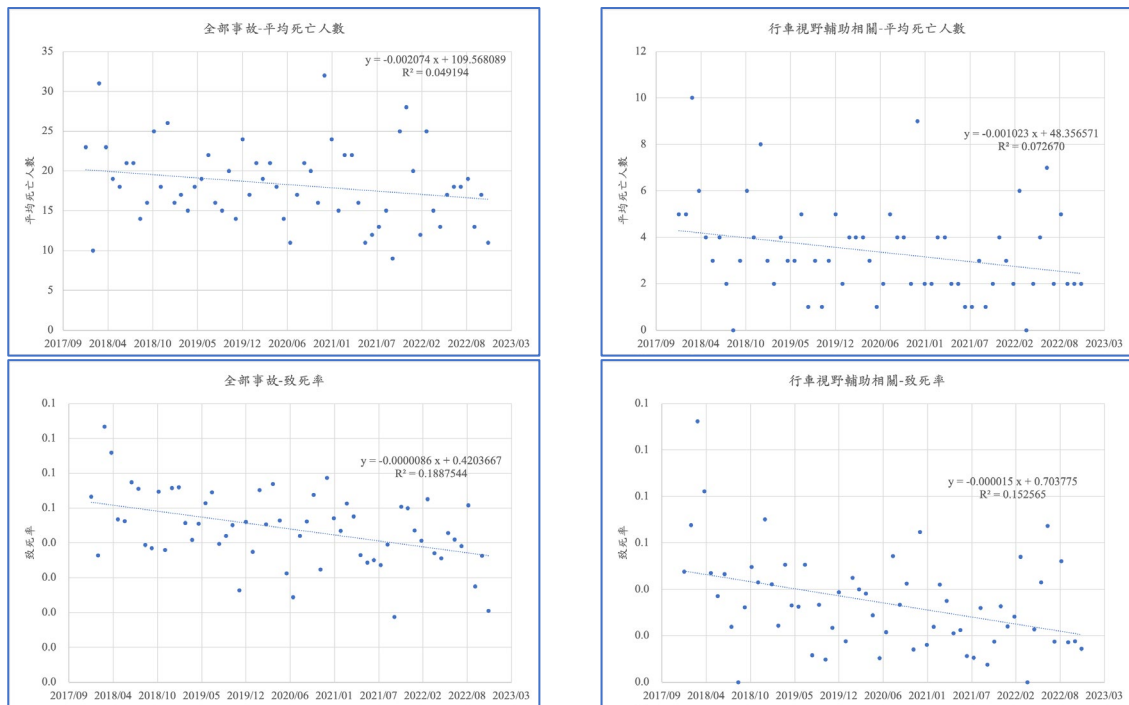 全部事故-平均死亡人數
y = -0.002074 x + 109.568089
R² = 0.049194
平均死亡人數
35
30
25
20
15
10
5
0
2017/09 2018/04 2018/10 2019/05 2019/12 2020/06 2021/01 2021/07 2022/02 2022/08 2023/03
行車視野輔助相關-平均死亡人數
y = -0.001023 x + 48.356571
R² = 0.072670
平均死亡人數
12
10
8
6
4
2
0
2017/09 2018/04 2018/10 2019/05 2019/12 2020/06 2021/01 2021/07 2022/02 2022/08 2023/03
全部事故-致死率
y = -0.0000086 x + 0.4203667
R² = 0.1887544
致死率
0.1
0.1
0.1
0.1
0.0
0.0
0.0
0.0
0.0
2017/09 2018/04 2018/10 2019/05 2019/12 2020/06 2021/01 2021/07 2022/02 2022/08 2023/03
行車視野輔助相關-致死率
y = -0.000015 x + 0.703775
R² = 0.152565
致死率
0.1
0.1
0.1
0.1
0.0
0.0
0.0
2017/09 2018/04 2018/10 2019/05 2019/12 2020/06 2021/01 2021/07 2022/02 2022/08 2023/03